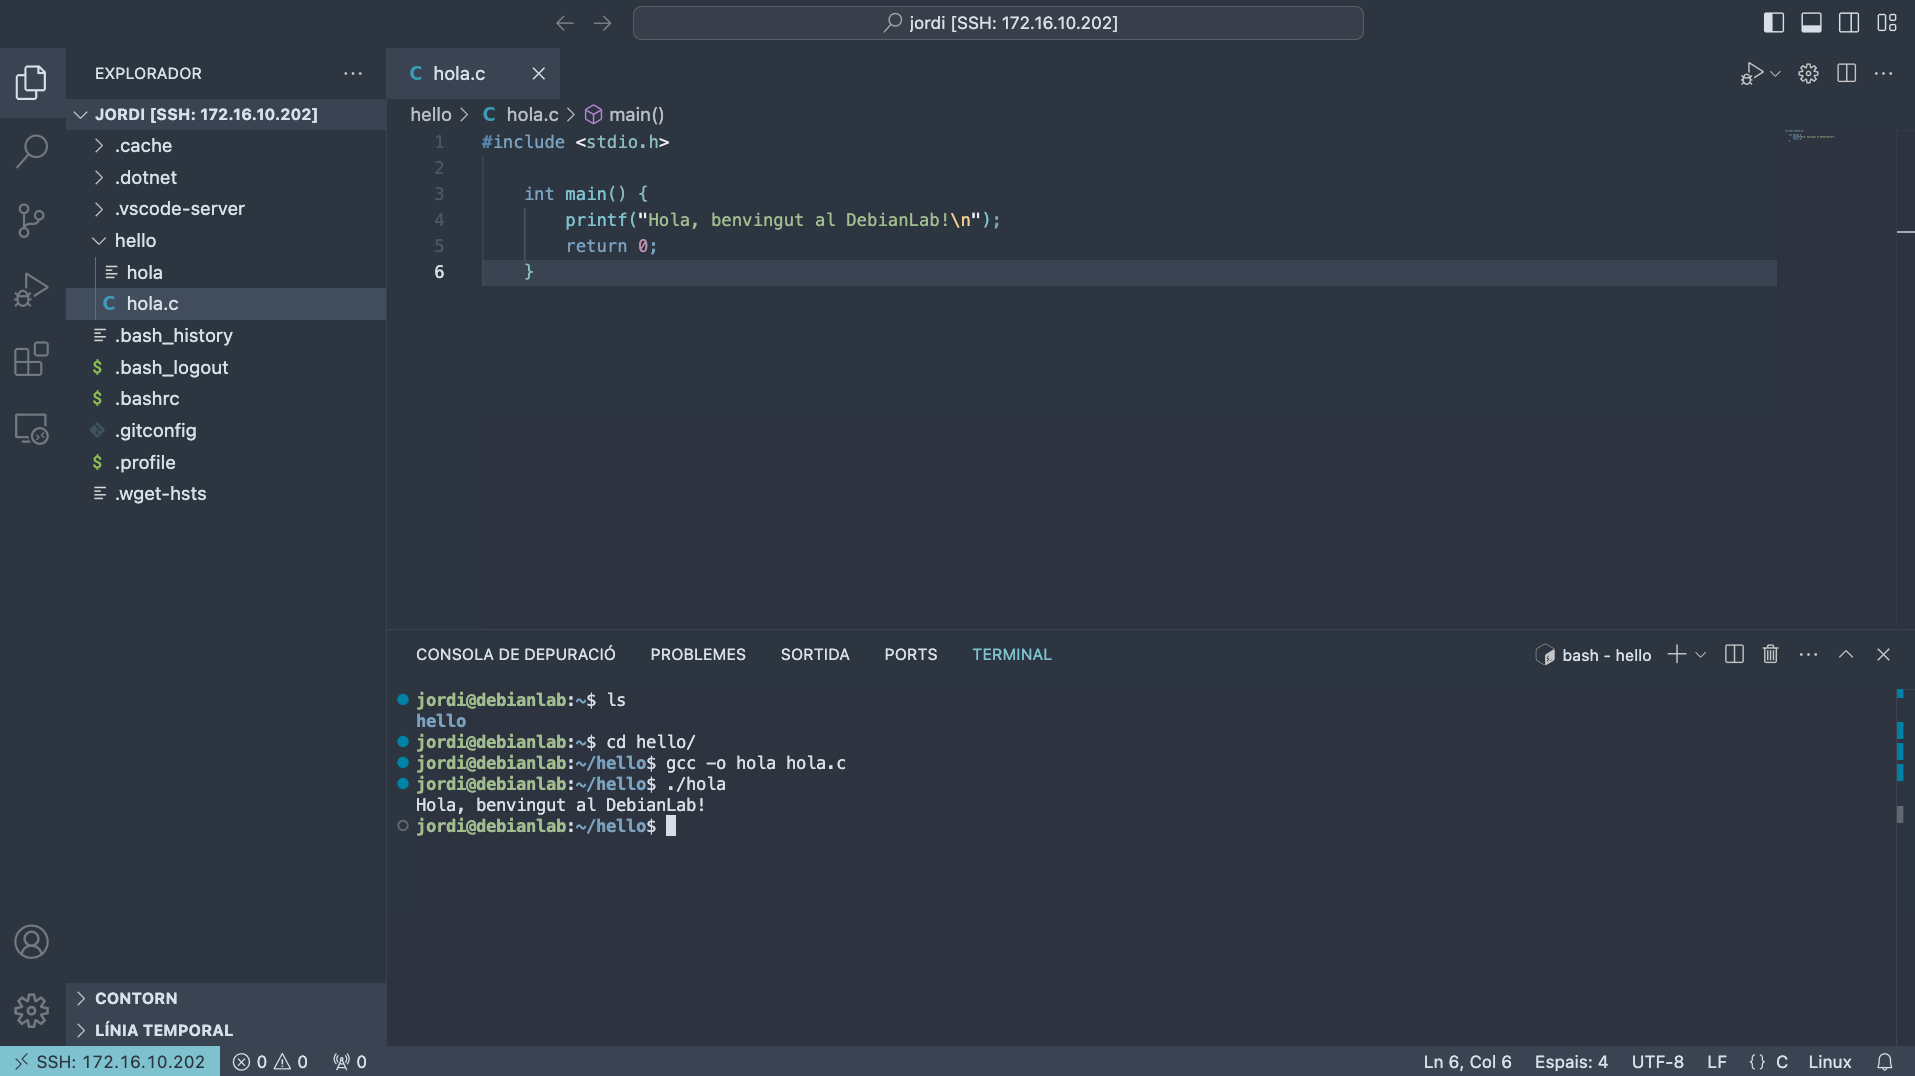 jordi [SSH: 172.16.10.202]
EXPLORADOR
JORDI [SSH: 172.16.10.202]
.cache
.dotnet
.vscode-server
hello
hola
C hola.c
.bash_history
$ .bash_logout
$ .bashrc
.gitconfig
$ .profile
.wget-hsts
CONTORN
LÍNIA TEMPORAL
C hola.c
hello > C hola.c > main()
1 #include <stdio.h>
2
3 int main() {
4 printf("Hola, benvingut al DebianLab!\n");
5 return 0;
6 }
CONSOLA DE DEPURACIÓ PROBLEMES SORTIDA PORTS TERMINAL
bash - hello
jordi@debianlab:~$ ls
hello
jordi@debianlab:~$ cd hello/
jordi@debianlab:~/hello$ gcc -o hola hola.c
jordi@debianlab:~/hello$ ./hola
Hola, benvingut al DebianLab!
jordi@debianlab:~/hello$
SSH: 172.16.10.202 0 0 0
Ln 6, Col 6 Espais: 4 UTF-8 LF {} C Linux